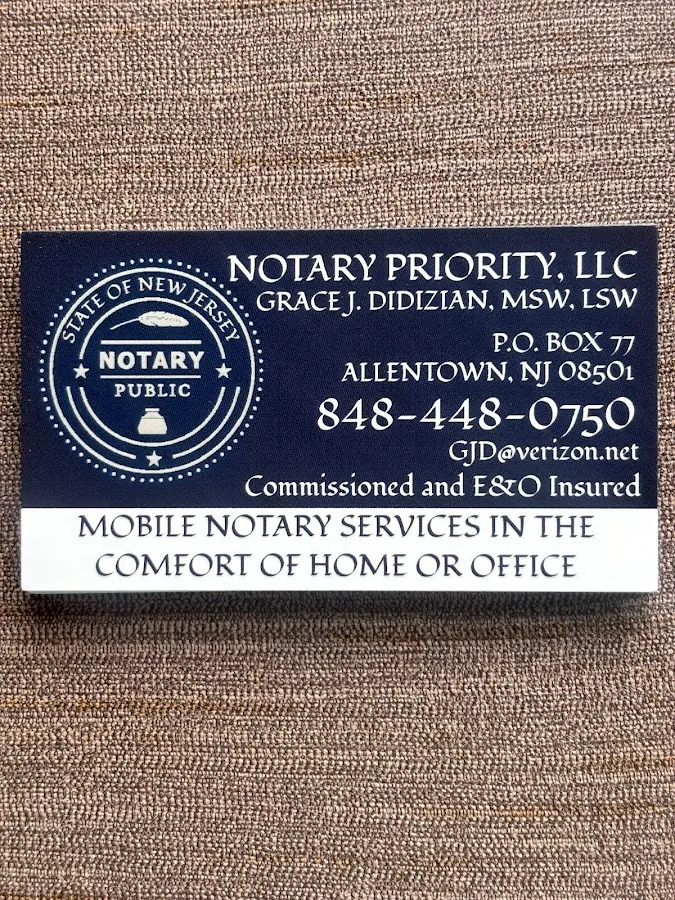 STATE OF NEW JERSEY
NOTARY
PUBLIC
NOTARY PRIORITY, LLC
GRACE J. DIDIZIAN, MSW, LSW
P.O. BOX 77
ALLENTOWN, NJ 08501
848-448-0750
GJD@verizon.net
Commissioned and E&O Insured
MOBILE NOTARY SERVICES IN THE
COMFORT OF HOME OR OFFICE